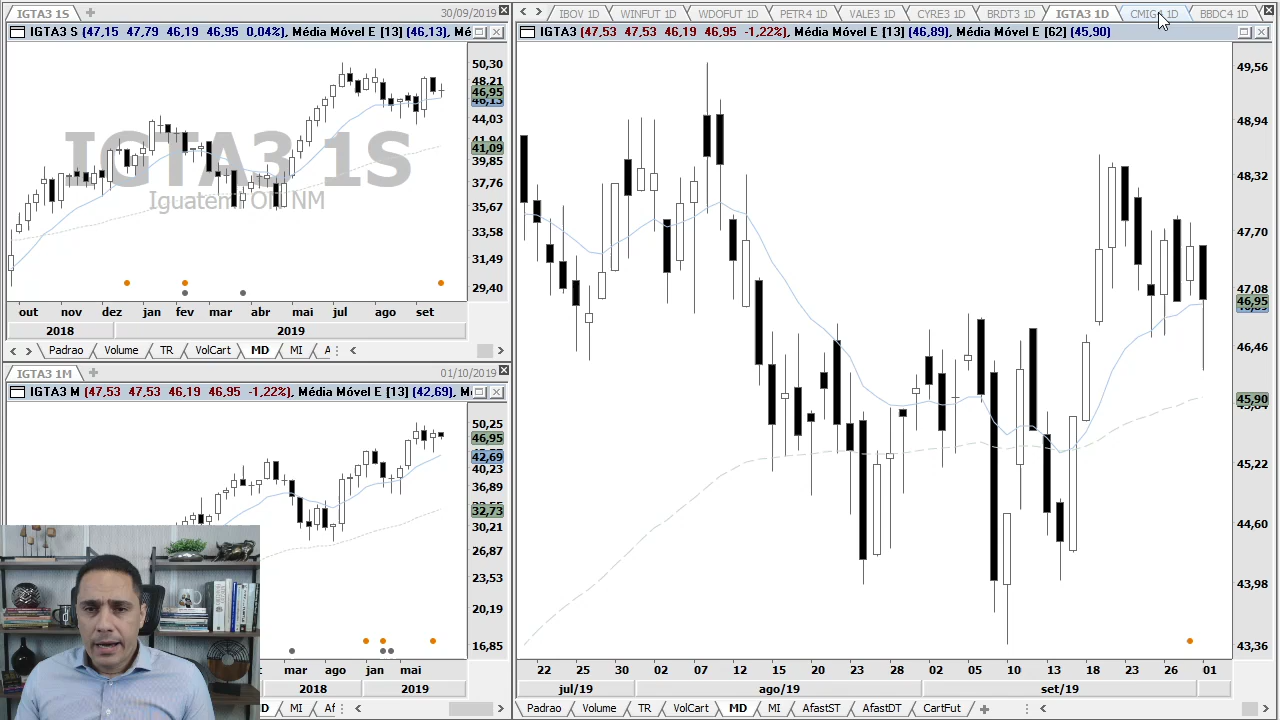 IGTA3 1S
30/09/2019
IGTA3 S (47,15 47,79 46,19 46,95 0,04%), Média Móvel E [13] (46,13), Mé
IGTA3 1S
Iguatemi ON NM
50,30
48,21
46,95
46,13
44,03
41,94
41,09
39,85
37,76
35,67
33,58
31,49
29,40
out nov dez jan fev mar abr mai jul ago set
2018 2019
Padrao Volume TR VolCart MD MI A
IGTA3 1M
01/10/2019
IGTA3 M (47,53 47,53 46,19 46,95 -1,22%), Média Móvel E [13] (42,69), M
50,25
46,95
42,69
40,23
36,89
32,73
30,21
26,87
23,53
20,19
16,85
mar ago jan mai
2018 2019
D MI Af
IBOV 1D WINFUT 1D WDOFUT 1D PETR4 1D VALE3 1D CYRE3 1D BRDT3 1D IGTA3 1D CMIG4 1D BBDC4 1D
IGTA3 (47,53 47,53 46,19 46,95 -1,22%), Média Móvel E [13] (46,89), Média Móvel E [62] (45,90)
49,56
48,94
48,32
47,70
47,08
46,95
46,89
46,46
45,90
45,84
45,22
44,60
43,98
43,36
22 25 30 02 07 12 15 20 23 28 02 05 10 13 18 23 26 01
jul/19 ago/19 set/19
Padrao Volume TR VolCart MD MI AfastST AfastDT CartFut